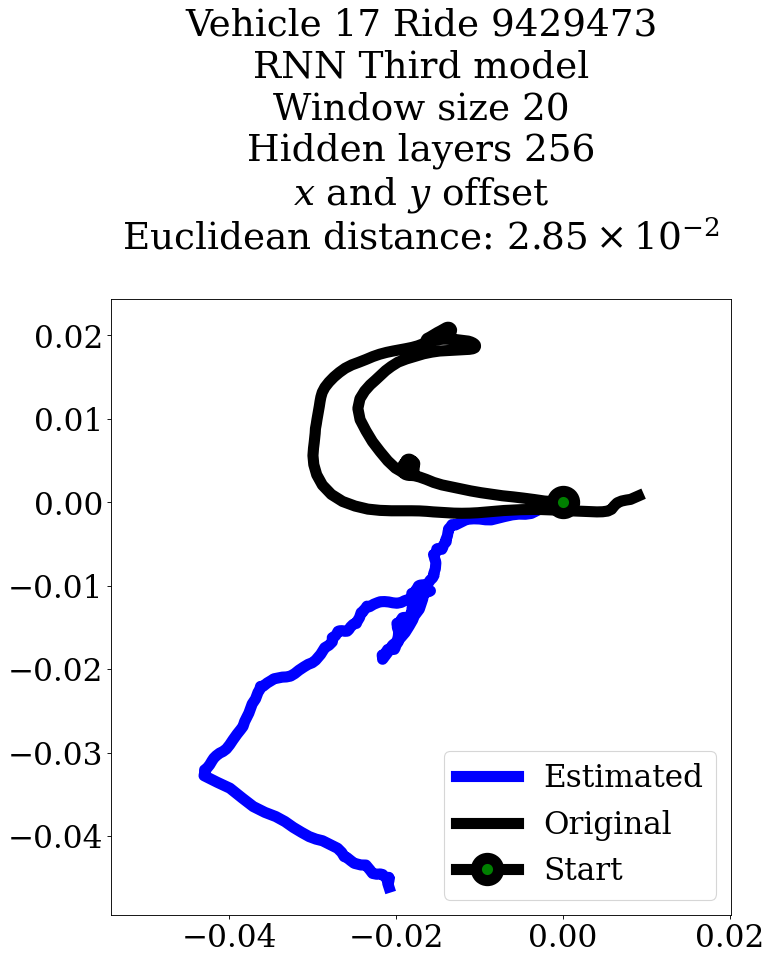 Vehicle 17 Ride 9429473
RNN Third model
Window size 20
Hidden layers 256
x and y offset
Euclidean distance: 2.85 × 10⁻²
0.02
0.01
0.00
−0.01
−0.02
−0.03
−0.04
Estimated
Original
Start
−0.04 −0.02 0.00 0.02